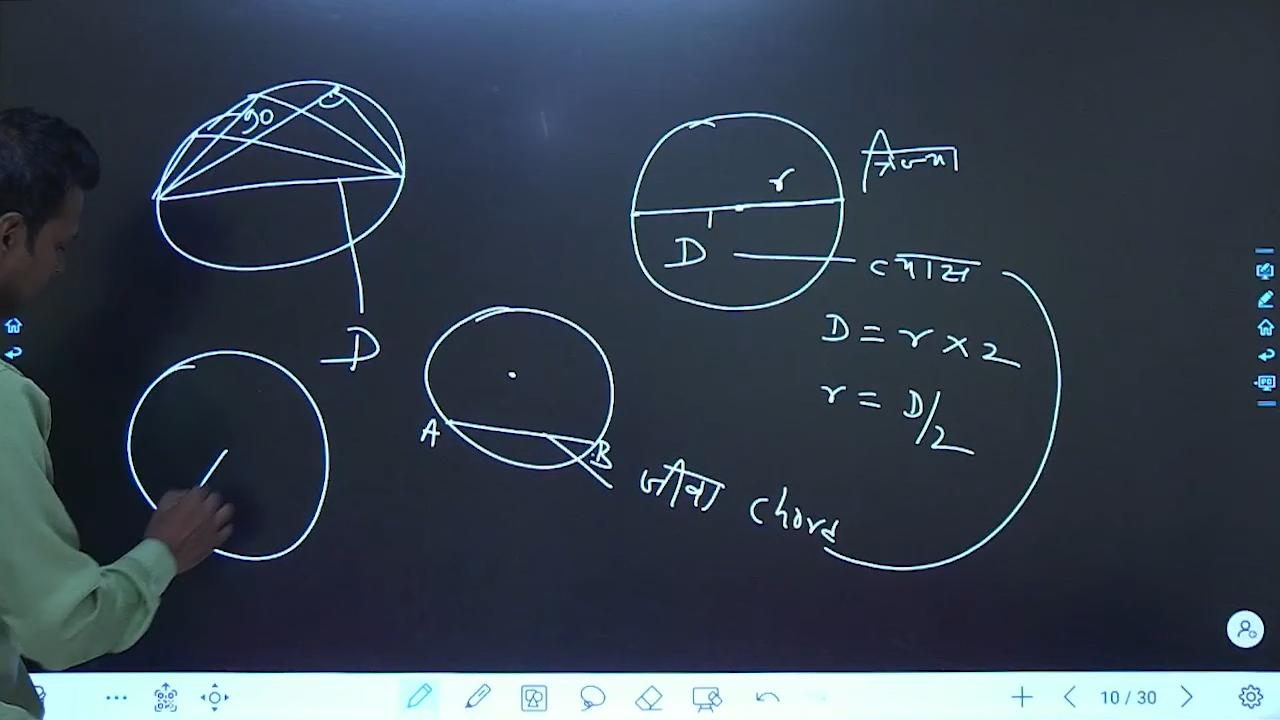 90
D
r
त्रिज्या
D
व्यास
D = r × 2
r = D/2
A
B
जीवा chord
10 / 30